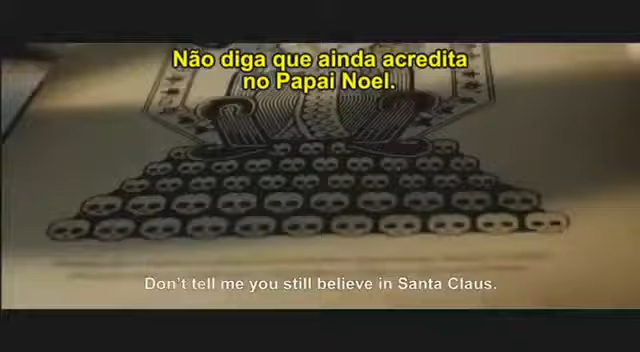 Não diga que ainda acredita
no Papai Noel.
Don't tell me you still believe in Santa Claus.